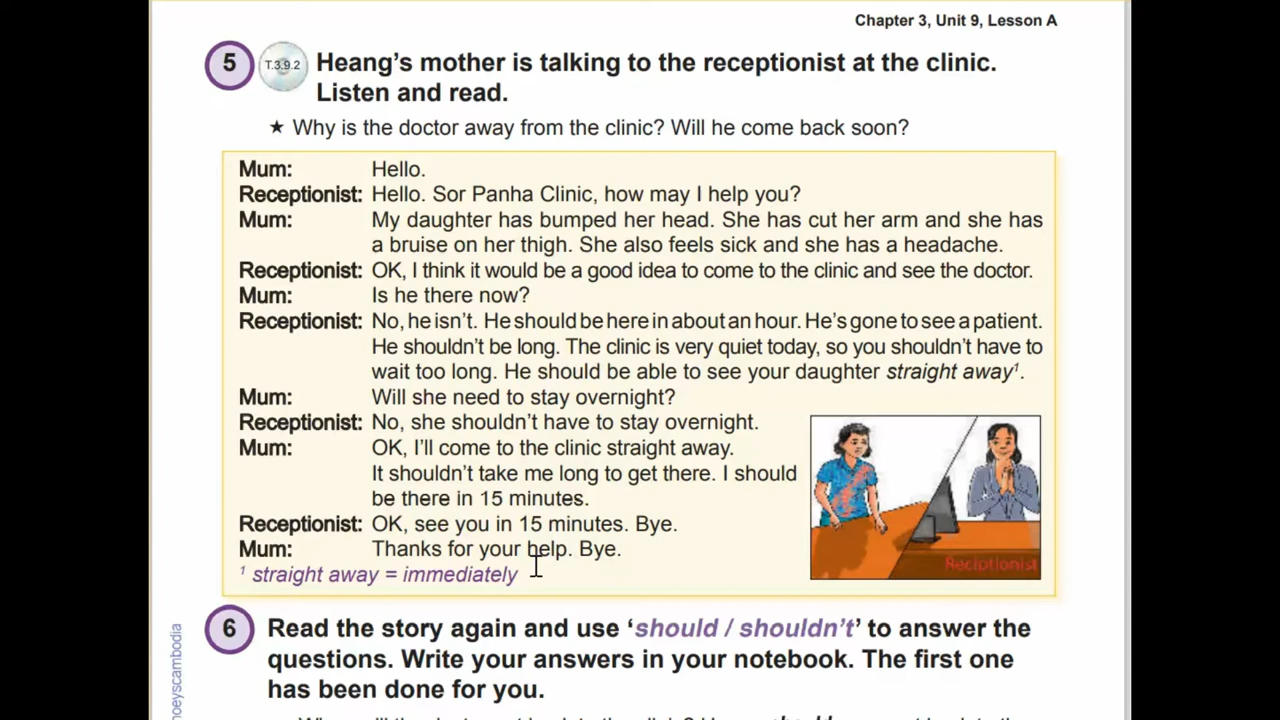 Chapter 3, Unit 9, Lesson A
5 T.3.9.2 Heang's mother is talking to the receptionist at the clinic.
Listen and read.
★ Why is the doctor away from the clinic? Will he come back soon?
Mum: Hello.
Receptionist: Hello. Sor Panha Clinic, how may I help you?
Mum: My daughter has bumped her head. She has cut her arm and she has
a bruise on her thigh. She also feels sick and she has a headache.
Receptionist: OK, I think it would be a good idea to come to the clinic and see the doctor.
Mum: Is he there now?
Receptionist: No, he isn't. He should be here in about an hour. He's gone to see a patient.
He shouldn't be long. The clinic is very quiet today, so you shouldn't have to
wait too long. He should be able to see your daughter straight away¹.
Mum: Will she need to stay overnight?
Receptionist: No, she shouldn't have to stay overnight.
Mum: OK, I'll come to the clinic straight away.
It shouldn't take me long to get there. I should
be there in 15 minutes.
Receptionist: OK, see you in 15 minutes. Bye.
Mum: Thanks for your help. Bye.
¹ straight away = immediately
Reciptionist
6 Read the story again and use 'should / shouldn't' to answer the
questions. Write your answers in your notebook. The first one
has been done for you.